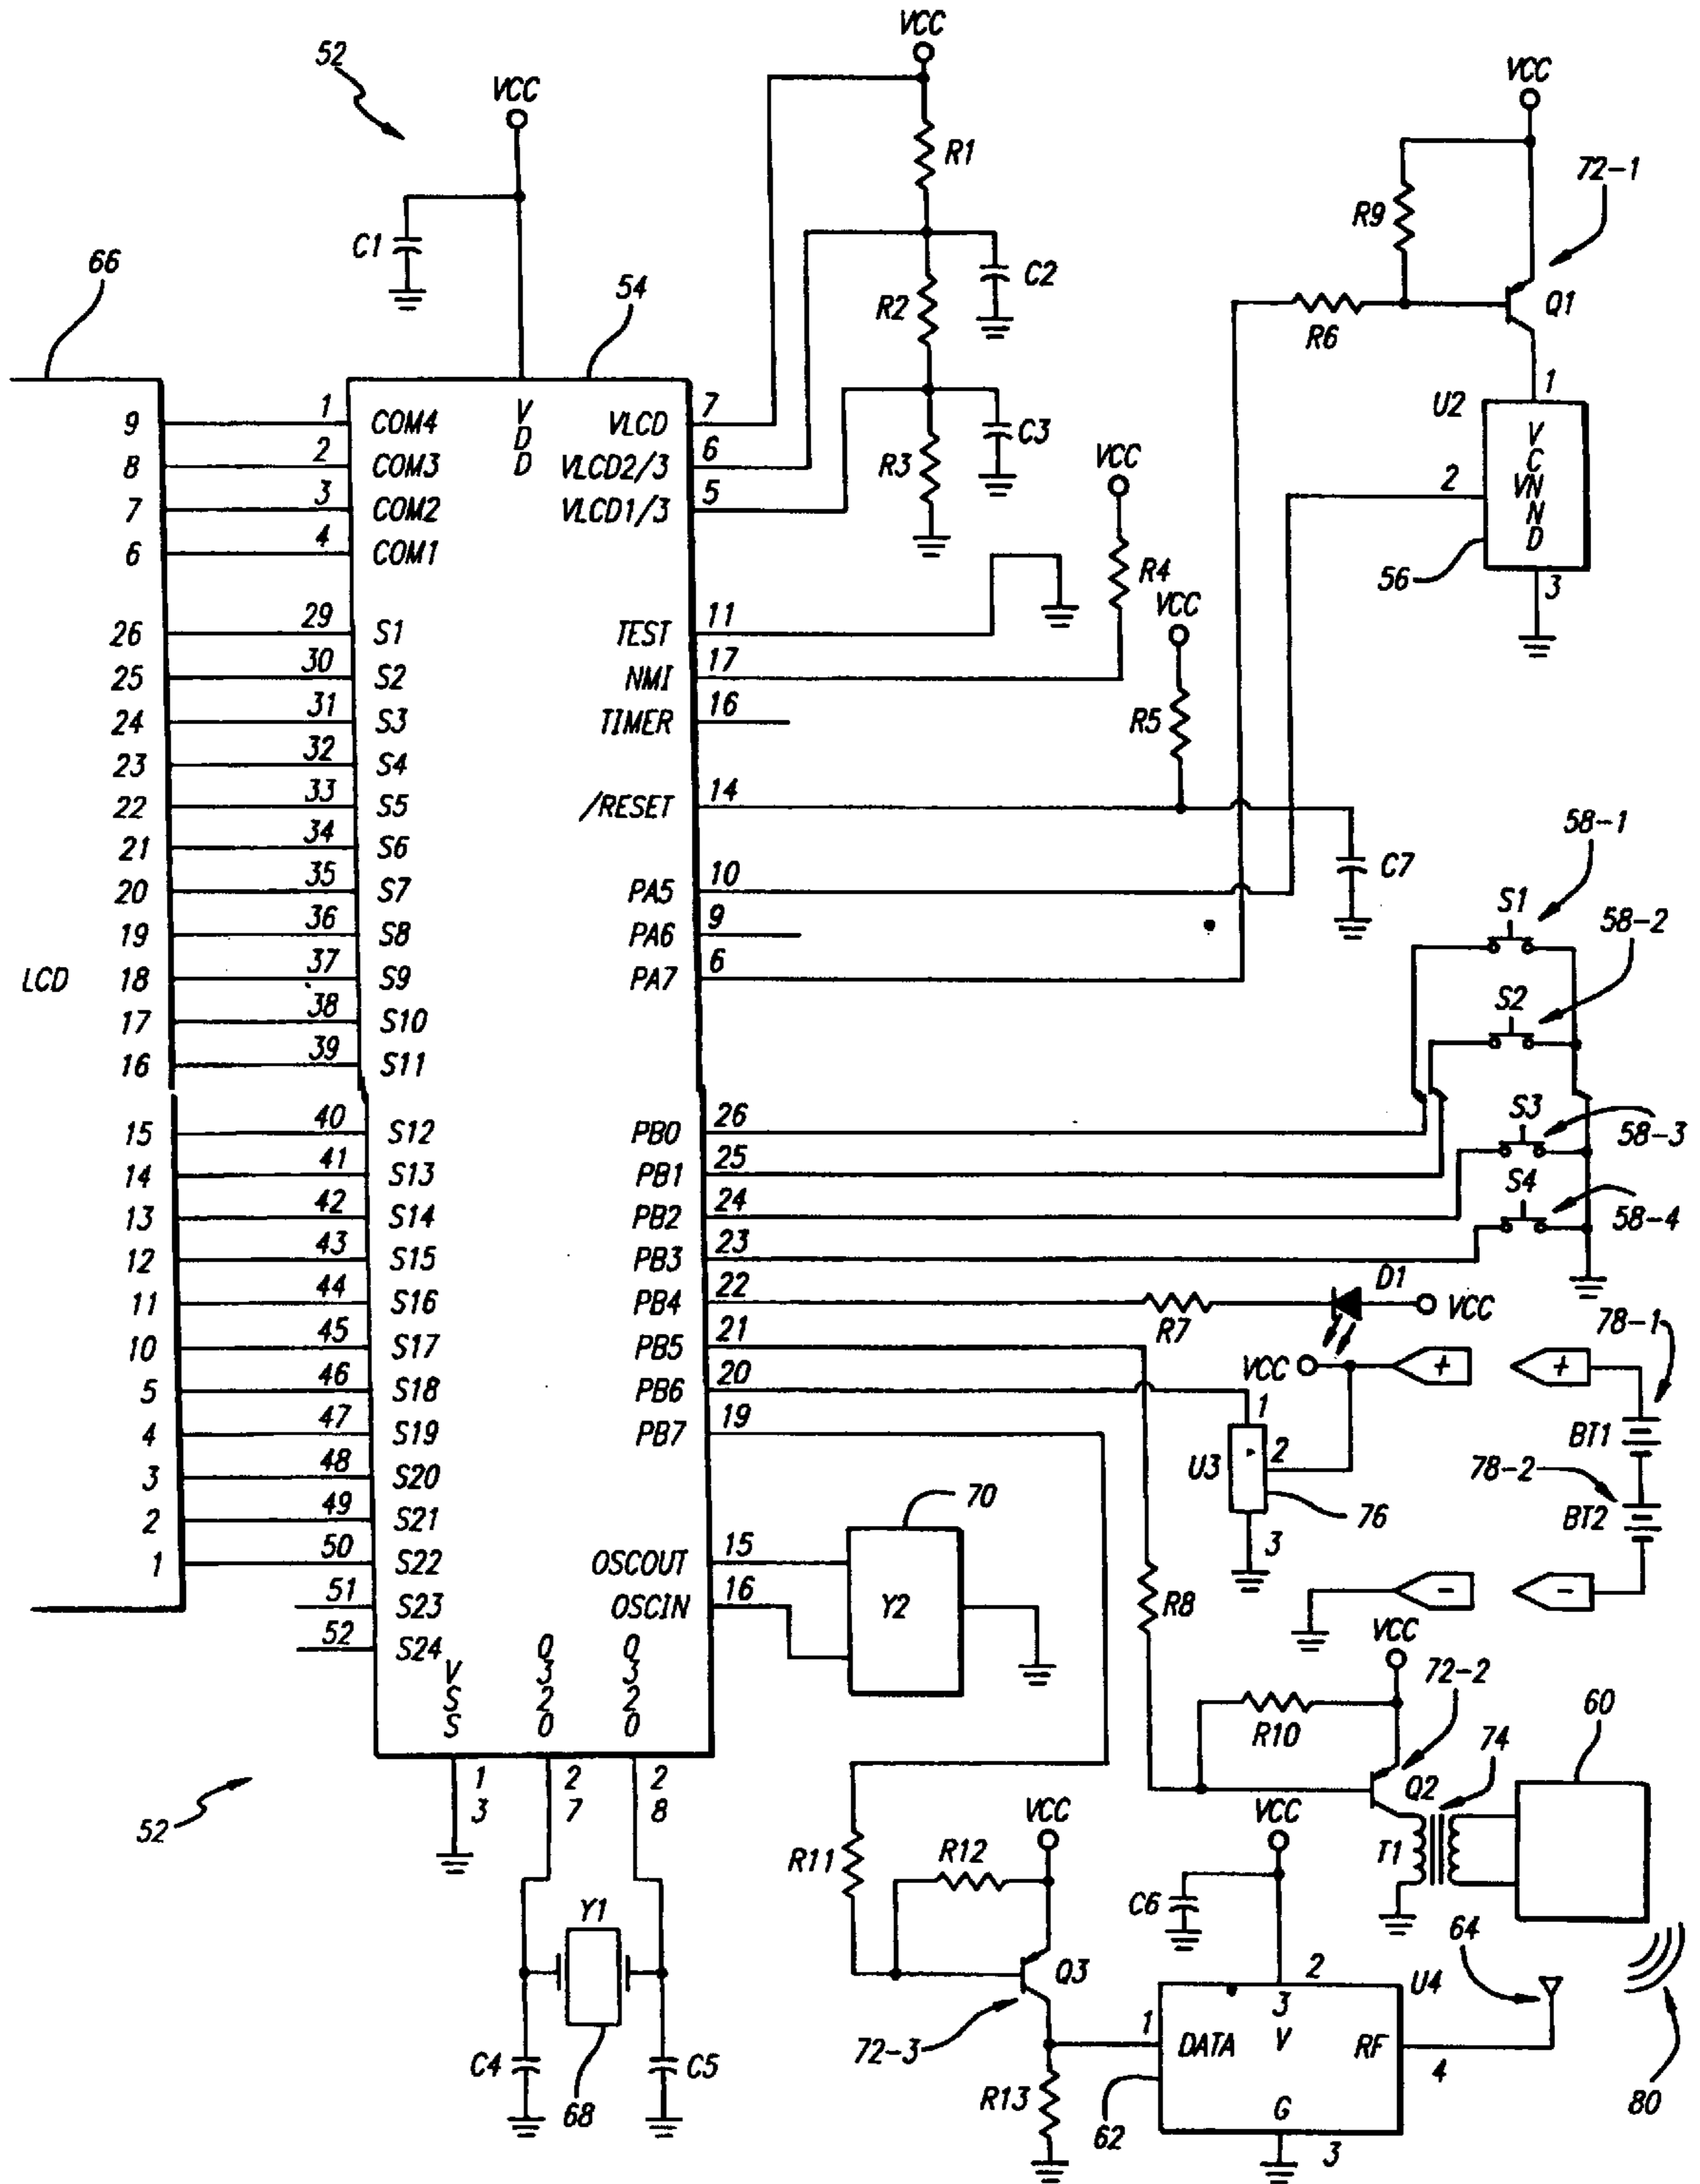 VCC
52
VCC
VCC
R1
72-1
R9
C1
66
54
C2
R2
R6
Q1
1
U2
9 1 COM4 V D D VLCD 7
8 2 COM3 VLCD2/3 6
7 3 COM2 VLCD1/3 5
6 4 COM1
C3
R3
VCC
2
V
C
VN
N
D
56
3
R4
VCC
26 29 S1 TEST 11
25 30 S2 NMI 17
24 31 S3 TIMER 16
R5
23 32 S4
22 33 S5 /RESET 14
21 34 S6
C7
58-1
20 35 S7 PA5 10
S1
58-2
19 36 S8 PA6 9
LCD 18 37 S9 PA7 6
S2
17 38 S10
16 39 S11
S3
58-3
15 40 S12 PB0 26
14 41 S13 PB1 25
S4
58-4
13 42 S14 PB2 24
12 43 S15 PB3 23
D1
11 44 S16 PB4 22
R7
VCC
78-1
10 45 S17 PB5 21
VCC
+
+
5 46 S18 PB6 20
1
4 47 S19 PB7 19
BT1
2
U3
78-2
3 48 S20
70
76
BT2
2 49 S21
3
1 50 S22 OSCOUT 15
51 S23 OSCIN 16
Y2
R8
-
-
52 S24
VCC
V
S
S
O
3
2
0
O
3
2
0
72-2
R10
60
74
1
3
2
7
2
8
Q2
52
VCC
VCC
R11
R12
T1
C6
Y1
64
Q3
2
U4
72-3
1
DATA
3
V
RF
4
C4
C5
68
R13
62
G
3
80